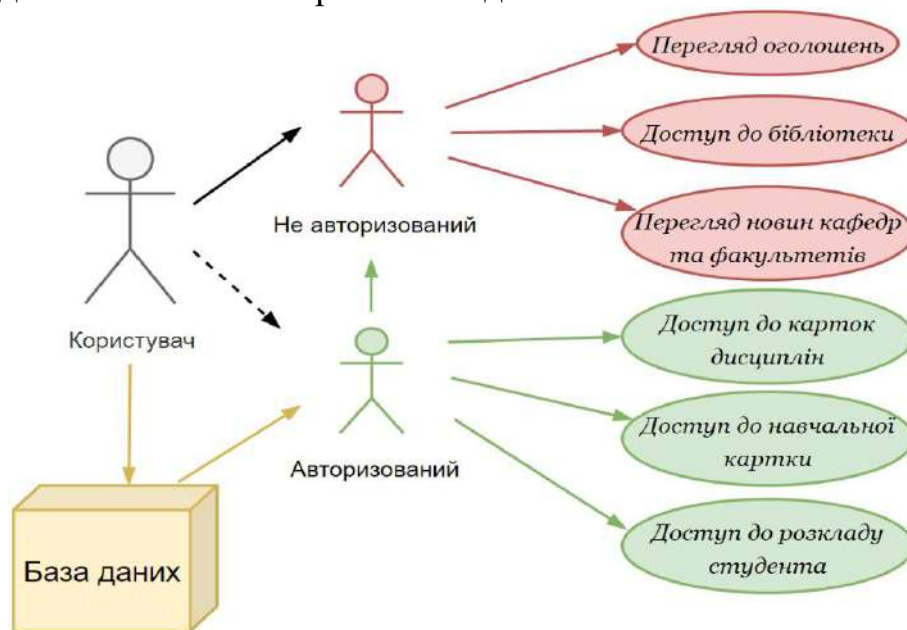 Перегляд оголошень
Доступ до бібліотеки
Не авторизований
Перегляд новин кафедр
та факультетів
Користувач
Доступ до карток
дисциплін
Авторизований
Доступ до навчальної
картки
База даних
Доступ до розкладу
студента